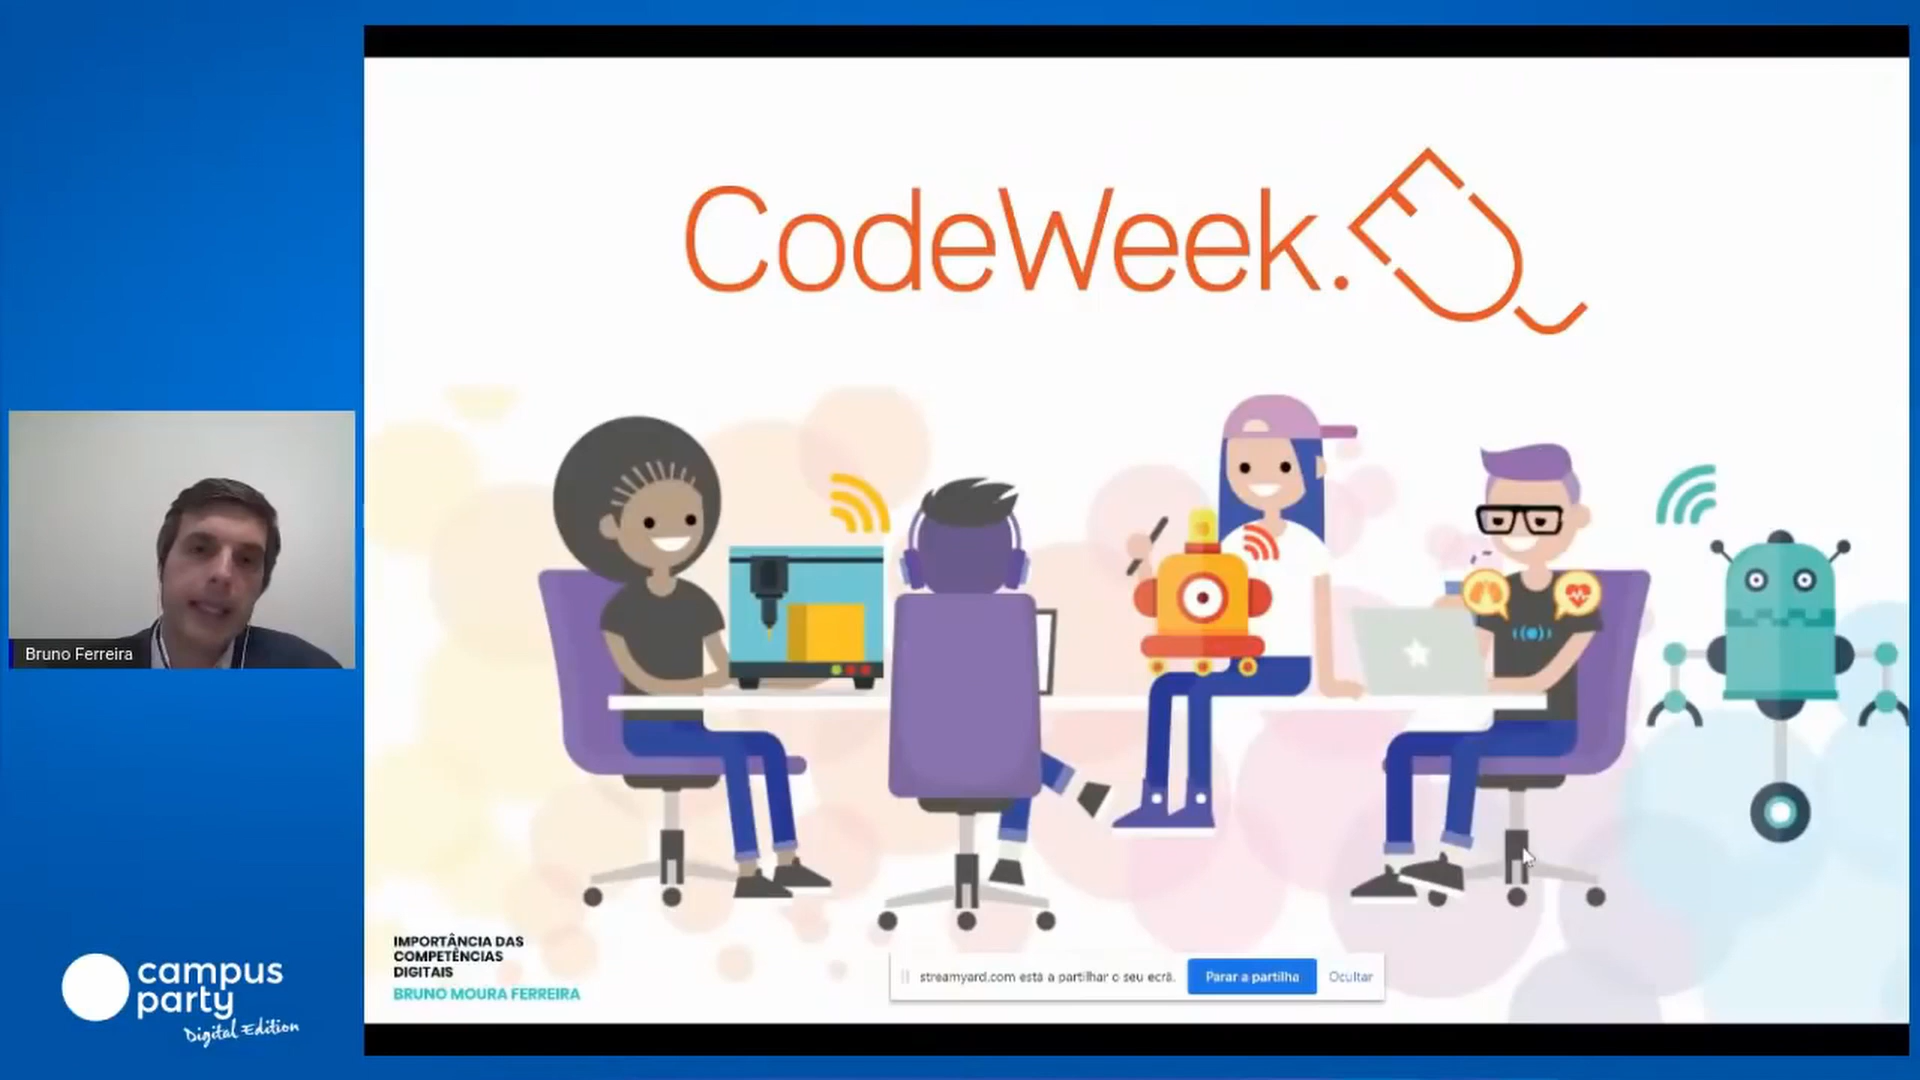 CodeWeek.EU
Bruno Ferreira
IMPORTÂNCIA DAS
COMPETÊNCIAS
DIGITAIS
BRUNO MOURA FERREIRA
streamyard.com está a partilhar o seu ecrã.
Parar a partilha
Ocultar
campus
party
Digital Edition